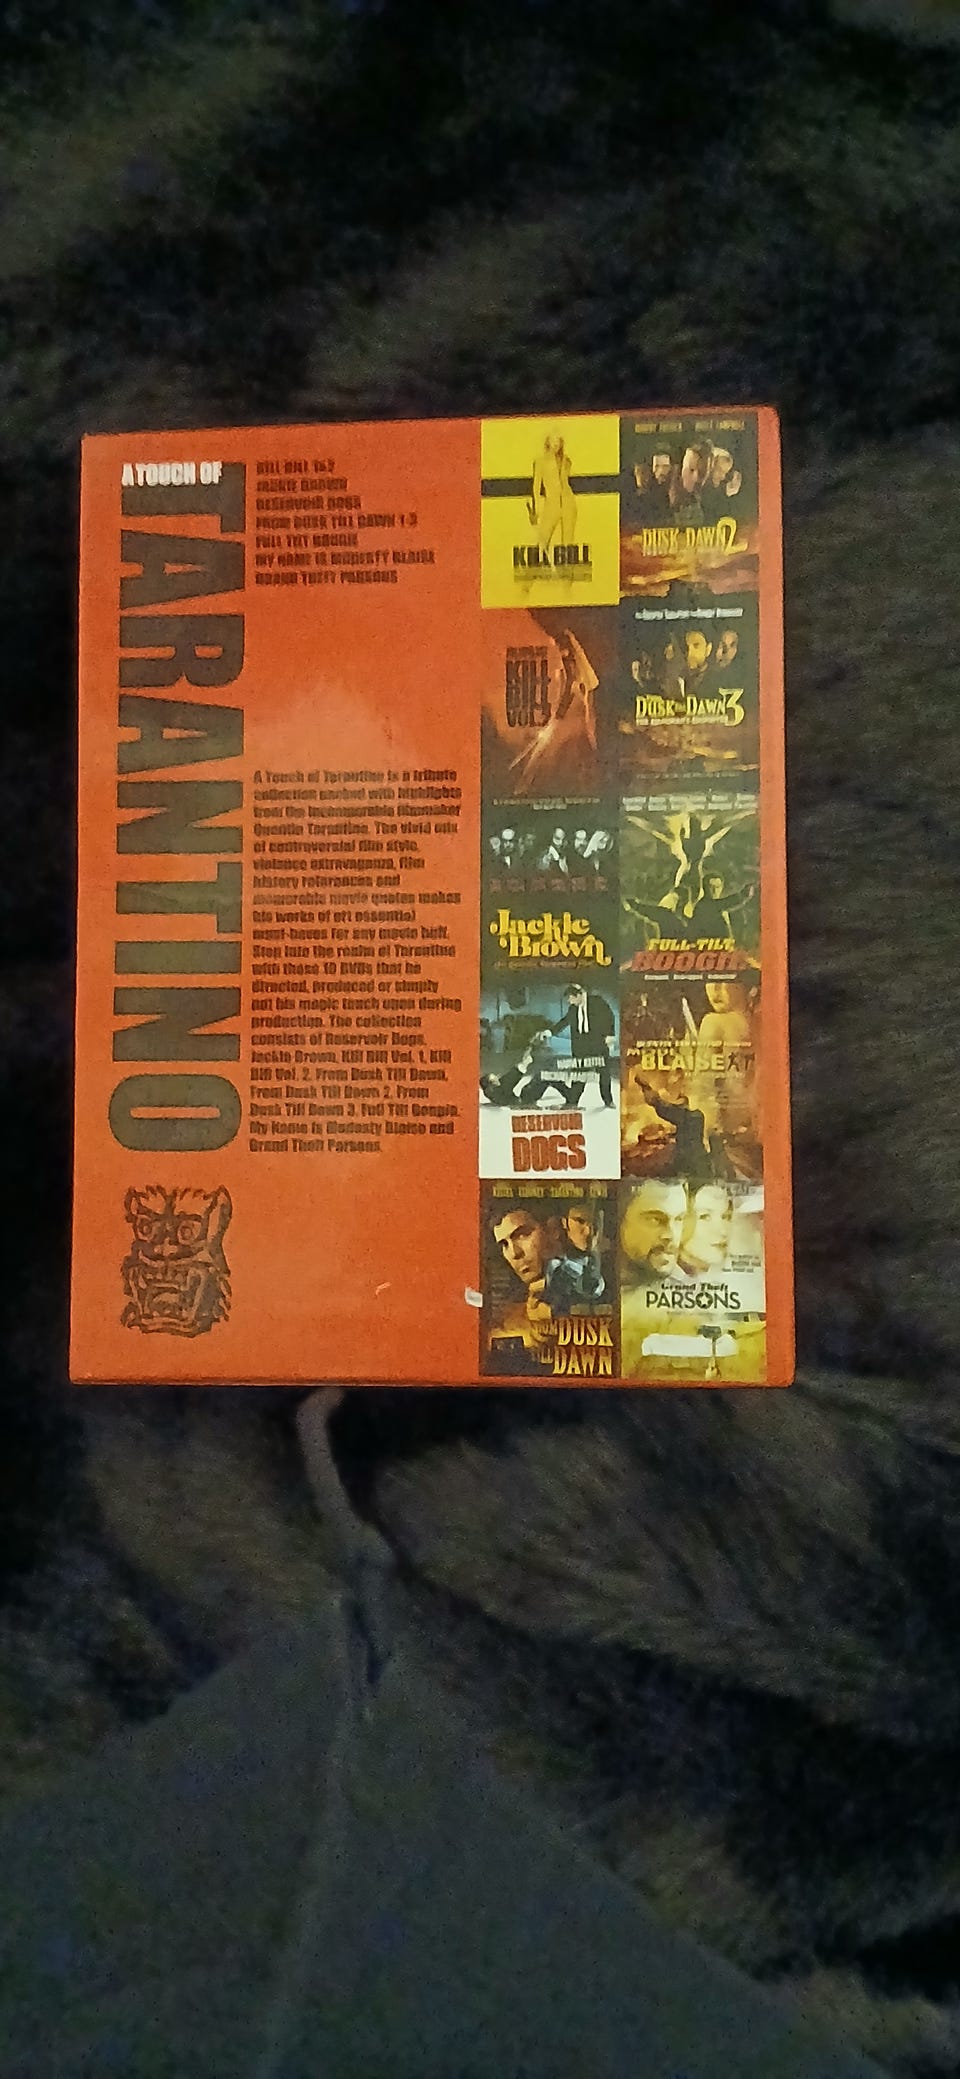 A TOUCH OF
TARANTINO
KILL BILL 1&2
JACKIE BROWN
RESERVOIR DOGS
FROM DUSK TILL DAWN 1-3
FULL TILT BOOGIE
MY NAME IS MODESTY BLAISE
GRAND THEFT PARSONS
A Touch of Tarantino is a tribute
collection packed with highlights
from the incomparable filmmaker
Quentin Tarantino. The vivid mix
of controversial film style,
violence extravaganza, film
history references and
memorable movie quotes makes
his works of art essential
must-haves for any movie buff.
Step into the realm of Tarantino
with these 10 DVDs that he
directed, produced or simply
put his magic touch upon during
production. The collection
consists of Reservoir Dogs,
Jackie Brown, Kill Bill Vol. 1, Kill
Bill Vol. 2, From Dusk Till Dawn,
From Dusk Till Dawn 2, From
Dusk Till Dawn 3, Full Tilt Boogie,
My Name is Modesty Blaise and
Grand Theft Parsons.
KILL BILL
DUSK DAWN 2
KILL
BILL
VOL.2
DUSK TILL DAWN 3
Jackie
Brown
FULL-TILT
BOOGIE
HARVEY KEITEL
RESERVOIR
DOGS
BLAISE
KEITEL CLOONEY TARANTINO LEWIS
FROM DUSK
TILL DAWN
Grand Theft
PARSONS